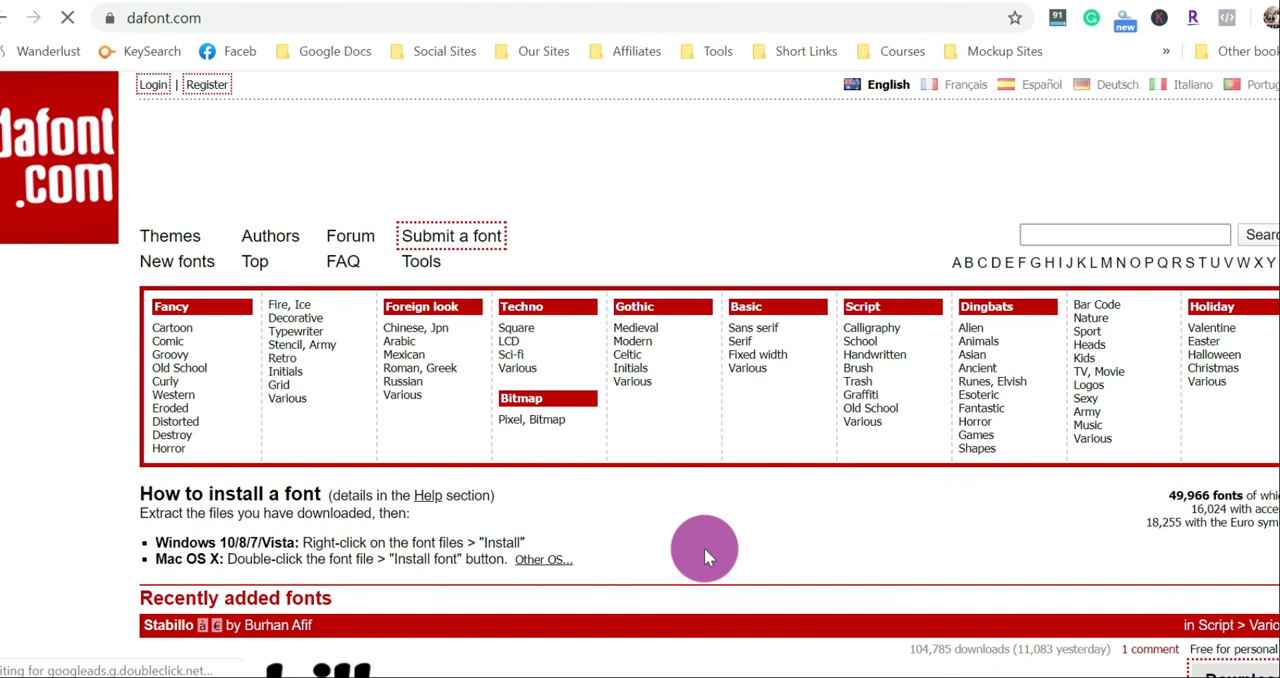 dafont.com
91
new
Wanderlust KeySearch Faceb Google Docs Social Sites Our Sites Affiliates Tools Short Links Courses Mockup Sites » Other boo
dafont
.com
Login | Register
English Français Español Deutsch Italiano Portug
Themes Authors Forum Submit a font
Sear
New fonts Top FAQ Tools
A B C D E F G H I J K L M N O P Q R S T U V W X Y
Fancy
Cartoon
Comic
Groovy
Old School
Curly
Western
Eroded
Distorted
Destroy
Horror
Fire, Ice
Decorative
Typewriter
Stencil, Army
Retro
Initials
Grid
Various
Foreign look
Chinese, Jpn
Arabic
Mexican
Roman, Greek
Russian
Various
Techno
Square
LCD
Sci-fi
Various
Bitmap
Pixel, Bitmap
Gothic
Medieval
Modern
Celtic
Initials
Various
Basic
Sans serif
Serif
Fixed width
Various
Script
Calligraphy
School
Handwritten
Brush
Trash
Graffiti
Old School
Various
Dingbats
Alien
Animals
Asian
Ancient
Runes, Elvish
Esoteric
Fantastic
Horror
Games
Shapes
Bar Code
Nature
Sport
Heads
Kids
TV, Movie
Logos
Sexy
Army
Music
Various
Holiday
Valentine
Easter
Halloween
Christmas
Various
How to install a font (details in the Help section)
Extract the files you have downloaded, then:
Windows 10/8/7/Vista: Right-click on the font files > "Install"
Mac OS X: Double-click the font file > "Install font" button. Other OS...
49,966 fonts of whi
16,024 with acce
18,255 with the Euro sym
Recently added fonts
Stabillo à € by Burhan Afif
in Script > Vario
104,785 downloads (11,083 yesterday) 1 comment Free for personal
iting for googleads.g.doubleclick.net...